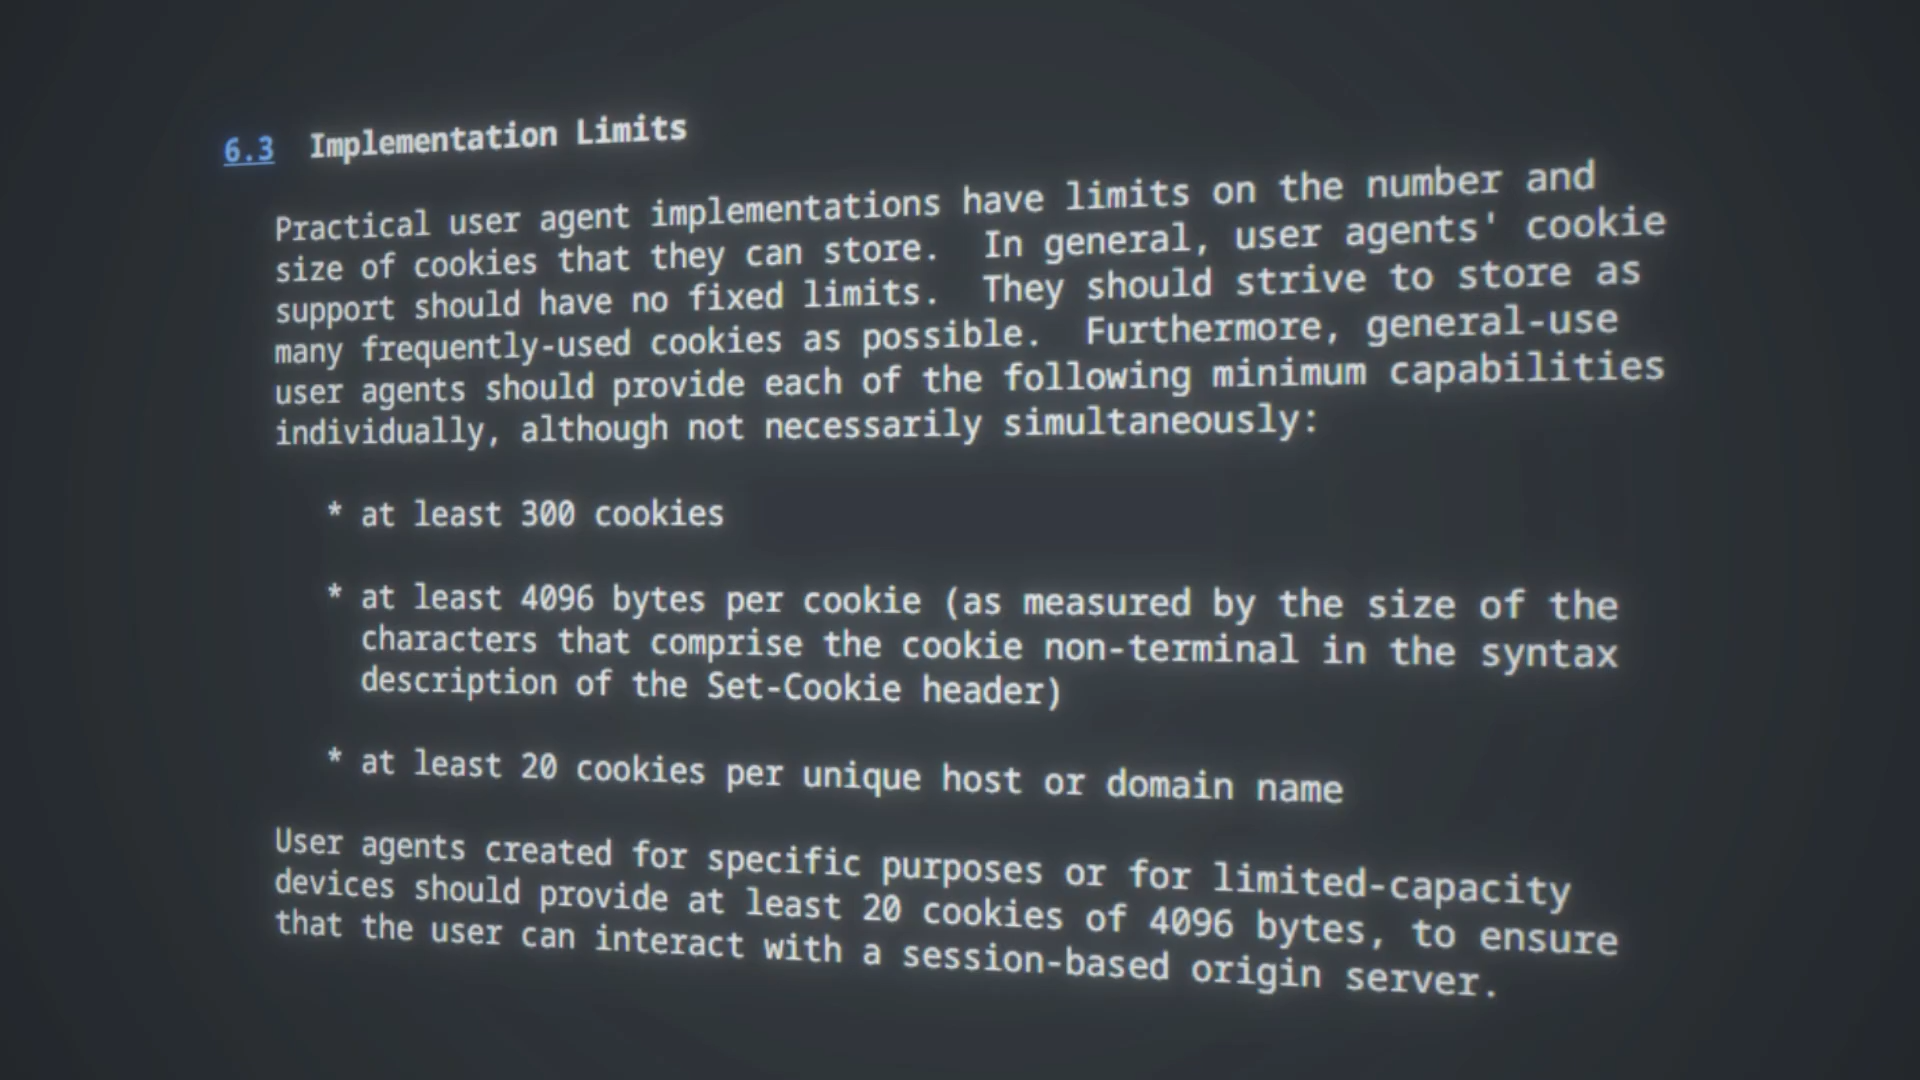 6.3 Implementation Limits
Practical user agent implementations have limits on the number and
size of cookies that they can store. In general, user agents' cookie
support should have no fixed limits. They should strive to store as
many frequently-used cookies as possible. Furthermore, general-use
user agents should provide each of the following minimum capabilities
individually, although not necessarily simultaneously:
* at least 300 cookies
* at least 4096 bytes per cookie (as measured by the size of the
characters that comprise the cookie non-terminal in the syntax
description of the Set-Cookie header)
* at least 20 cookies per unique host or domain name
User agents created for specific purposes or for limited-capacity
devices should provide at least 20 cookies of 4096 bytes, to ensure
that the user can interact with a session-based origin server.